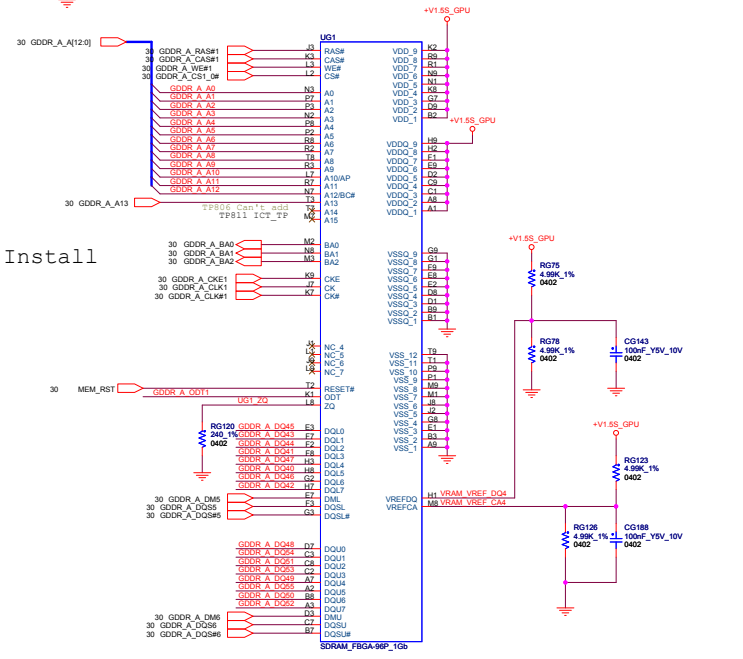 +V1.5S_GPU
30 GDDR_A_A[12:0]
UG1
30 GDDR_A_RAS#1 J3 RAS# VDD_9 K2
30 GDDR_A_CAS#1 K3 CAS# VDD_8 R9
30 GDDR_A_WE#1 L3 WE# VDD_7 R1
30 GDDR_A_CS1_0# L2 CS# VDD_6 N9
VDD_5 N1
GDDR_A_A0 N3 A0 VDD_4 K8
GDDR_A_A1 P7 A1 VDD_3 G7
GDDR_A_A2 P3 A2 VDD_2 D9
GDDR_A_A3 N2 A3 VDD_1 B2
GDDR_A_A4 P8 A4
+V1.5S_GPU
GDDR_A_A5 P2 A5
GDDR_A_A6 R8 A6 VDDQ_9 H9
GDDR_A_A7 R2 A7 VDDQ_8 H2
GDDR_A_A8 T8 A8 VDDQ_7 F1
GDDR_A_A9 R3 A9 VDDQ_6 E9
GDDR_A_A10 L7 A10/AP VDDQ_5 D2
GDDR_A_A11 R7 A11 VDDQ_4 C9
GDDR_A_A12 N7 A12/BC# VDDQ_3 C1
30 GDDR_A_A13 T3 A13 VDDQ_2 A8
TP806 Can't add T7 A14 VDDQ_1 A1
TP811 ICT_TP A15
+V1.5S_GPU
Install
30 GDDR_A_BA0 M2 BA0
30 GDDR_A_BA1 N8 BA1 VSSQ_9 G9
30 GDDR_A_BA2 M3 BA2 VSSQ_8 G1
VSSQ_7 F9
30 GDDR_A_CKE1 K9 CKE VSSQ_6 E8
30 GDDR_A_CLK1 J7 CK VSSQ_5 E2
30 GDDR_A_CLK#1 K7 CK# VSSQ_4 D8
VSSQ_3 D1
VSSQ_2 B9
VSSQ_1 B1
RG75
4.99K_1%
0402
RG78
4.99K_1%
0402
CG143
100nF_Y5V_10V
0402
J1 NC_4
NC_5 VSS_12 T9
NC_6 VSS_11 T1
NC_7 VSS_10 P9
VSS_9 P1
30 MEM_RST T2 RESET# VSS_8 M9
GDDR_A_ODT1 K1 ODT VSS_7 M1
UG1_ZQ L8 ZQ VSS_6 J8
VSS_5 J2
VSS_4 G8
VSS_3 E1
VSS_2 B3
VSS_1 A9
RG120
240_1%
0402
GDDR_A_DQ45 E3 DQL0
GDDR_A_DQ43 F7 DQL1
GDDR_A_DQ44 F2 DQL2
GDDR_A_DQ41 F8 DQL3
GDDR_A_DQ47 H3 DQL4
GDDR_A_DQ40 H8 DQL5
GDDR_A_DQ46 G2 DQL6
GDDR_A_DQ42 H7 DQL7
30 GDDR_A_DM5 E7 DML VREFDQ H1 VRAM_VREF_DQ4
30 GDDR_A_DQS5 F3 DQSL VREFCA M8 VRAM_VREF_CA4
30 GDDR_A_DQS#5 G3 DQSL#
+V1.5S_GPU
RG123
4.99K_1%
0402
RG126
4.99K_1%
0402
CG188
100nF_Y5V_10V
0402
GDDR_A_DQ48 D7 DQU0
GDDR_A_DQ54 C3 DQU1
GDDR_A_DQ51 C8 DQU2
GDDR_A_DQ53 C2 DQU3
GDDR_A_DQ49 A7 DQU4
GDDR_A_DQ55 A2 DQU5
GDDR_A_DQ50 B8 DQU6
GDDR_A_DQ52 A3 DQU7
30 GDDR_A_DM6 D3 DMU
30 GDDR_A_DQS6 C7 DQSU
30 GDDR_A_DQS#6 B7 DQSU#
SDRAM_FBGA-96P_1Gb